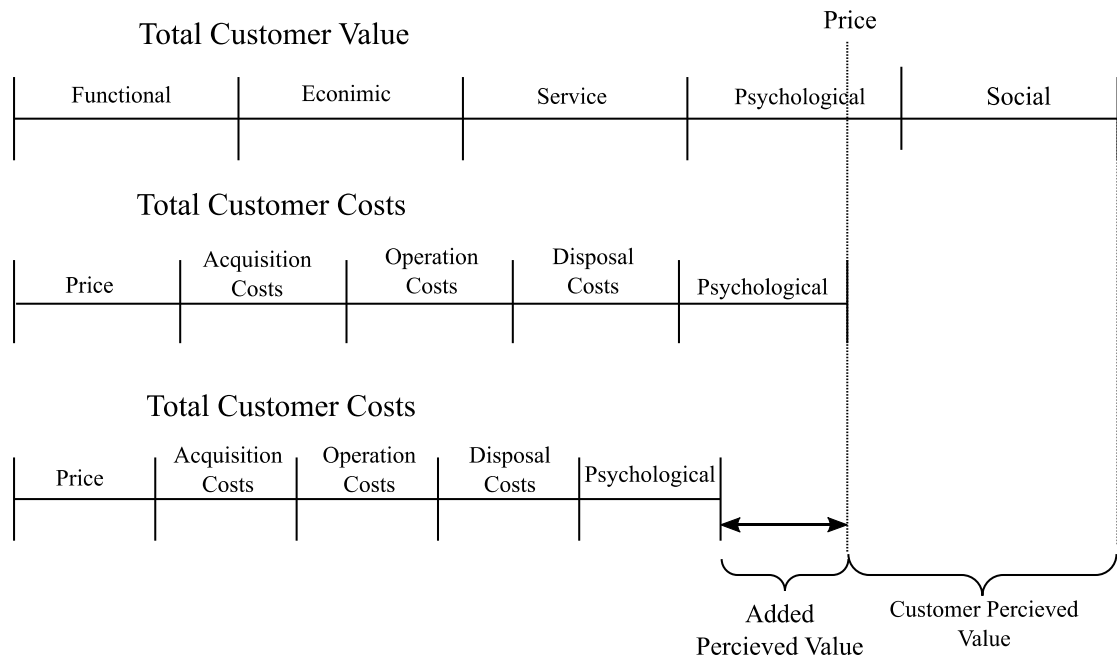 Total Customer Value
Price
Functional
Econimic
Service
Psychological
Social
Total Customer Costs
Price
Acquisition
Costs
Operation
Costs
Disposal
Costs
Psychological
Total Customer Costs
Price
Acquisition
Costs
Operation
Costs
Disposal
Costs
Psychological
Added
Percieved Value
Customer Percieved
Value